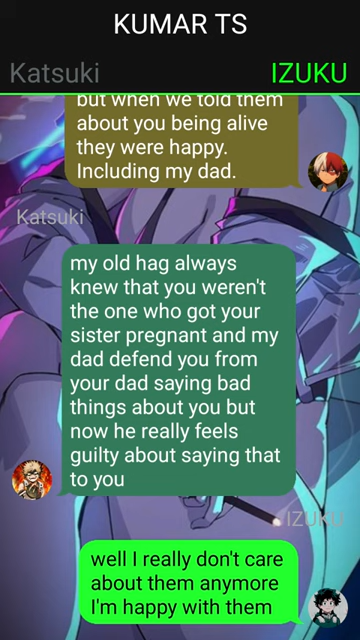 KUMAR TS
Katsuki
IZUKU
but when we told them
about you being alive
they were happy.
Including my dad.
Katsuki
my old hag always
knew that you weren't
the one who got your
sister pregnant and my
dad defend you from
your dad saying bad
things about you but
now he really feels
guilty about saying that
to you
IZUKU
well I really don't care
about them anymore
I'm happy with them